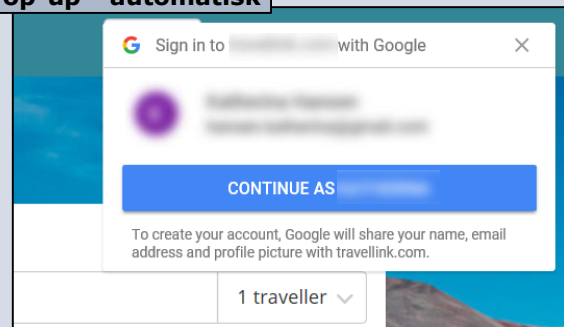 op-up - automatisk
Sign in to with Google
CONTINUE AS
To create your account, Google will share your name, email
address and profile picture with travellink.com.
1 traveller